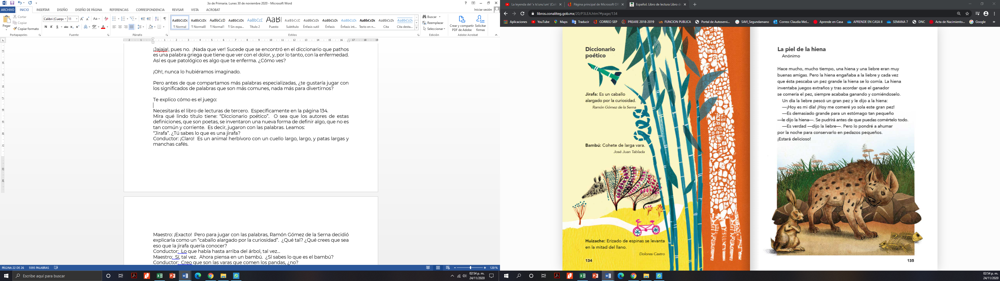 3o de Primaria. Lunes 30 de noviembre 2020 - Microsoft Word
Iniciar sesión
ARCHIVO INICIO INSERTAR DISEÑO DISEÑO DE PÁGINA REFERENCIAS CORRESPONDENCIA REVISAR VISTA ACROBAT
Pegar
Cortar
Copiar
Copiar formato
Portapapeles
Calibri (Cuerpo 11
Fuente
Párrafo
AaBbCcDc AaBbCcDc AaBbCcD AaBbCcDc AaBbCcD AaBl AaBbCcC AaBbCcDc AaBbCcDc AaBbCcDc AaBbCcDc AaBbCcDc AaBbCcDc
¶ Normal ¶ Normal0 ¶ Normal1 ¶ Sin espa... Título 2 Puesto Subtítulo Énfasis sutil Énfasis Énfasis int... Texto en n... Cita Cita desta...
Estilos
Buscar
Reemplazar
Seleccionar
Edición
Crear y compartir PDF de Adobe
Solicitar firmas
Adobe Acrobat
¡Jajaja!, pues no. ¡Nada que ver! Sucede que se encontró en el diccionario que pathos
es una palabra griega que tiene que ver con el dolor, y, por lo tanto, con la enfermedad.
Así es que patológico es algo que te enferma. ¿Cómo ves?
¡Oh!, nunca lo hubiéramos imaginado.
Pero antes de que compartamos más palabras especializadas, ¿te gustaría jugar con
los significados de palabras que son más comunes, nada más para divertirnos?
Te explico cómo es el juego:
Necesitarás el libro de lecturas de tercero. Específicamente en la página 134.
Mira qué lindo título tiene: “Diccionario poético”. O sea que los autores de estas
definiciones, que son poetas, se inventaron una nueva forma de definir algo, que no es
tan común y corriente. Es decir, jugaron con las palabras. Leamos:
“Jirafa”. ¿Tú sabes lo que es una jirafa?
Conductor: ¡Claro! Es un animal herbívoro con un cuello largo, largo, y patas largas y
manchas cafés.
Maestro: ¡Exacto! Pero para jugar con las palabras, Ramón Gómez de la Serna decidió
explicarla como un “caballo alargado por la curiosidad”. ¿Qué tal? ¿Qué crees que sea
eso que la jirafa quería conocer?
Conductor: Lo que había hasta arriba del árbol, tal vez...
Maestro: Sí, tal vez. Ahora piensa en un bambú. ¿Sí sabes lo que es el bambú?
Conductor: Creo que son las varas que comen los pandas, ¿no?
PÁGINA 22 DE 26 5593 PALABRAS
120 %
Escribe aquí para buscar
02:54 p. m.
24/11/2020
La leyenda del 'x ts'unu'um' (Coli
Página principal de Microsoft Of
Español. Libro de lectura Libro d
libros.conaliteg.gob.mx/20/P3LEA.htm?#page/134
Aplicaciones YouTube Maps Traducir CORREO SEP PREARE 2018-2019 FUNCION PUBLICA Portal de Autoservi... SAVI_Segundamano Correo: Claudia Mel... Aprende en Casa APRENDE EN CASA II SEMANA 7 DNC Acta de Nacimiento... Google
Diccionario
poético
Jirafa: Es un caballo
alargado por la curiosidad.
Ramón Gómez de la Serna
Bambú: Cohete de larga vara.
José Juan Tablada
Huizache: Erizado de espinas se levanta
en la mitad del llano.
Dolores Castro
134
La piel de la hiena
Anónimo
Hace mucho, mucho tiempo, una hiena y una liebre eran muy
buenas amigas. Pero la hiena engañaba a la liebre y cada vez
que ésta pescaba un pez grande la hiena se lo comía. La hiena
inventaba juegos extraños y tras acordar que el ganador
se comería el pez, siempre acababa ganando y comiéndoselo.
Un día la liebre pescó un gran pez y le dijo a la hiena:
—¡Hoy es mi día! ¡Hoy me comeré yo sola este gran pez!
—Es demasiado grande para un estómago tan pequeño
—le dijo la hiena—. Se pudrirá antes de que puedas comértelo todo.
—Es verdad —dijo la liebre—. Pero lo pondré a ahumar
por la noche para conservarlo en pedazos pequeños.
¡Estará delicioso!
135
02:54 p. m.
24/11/2020